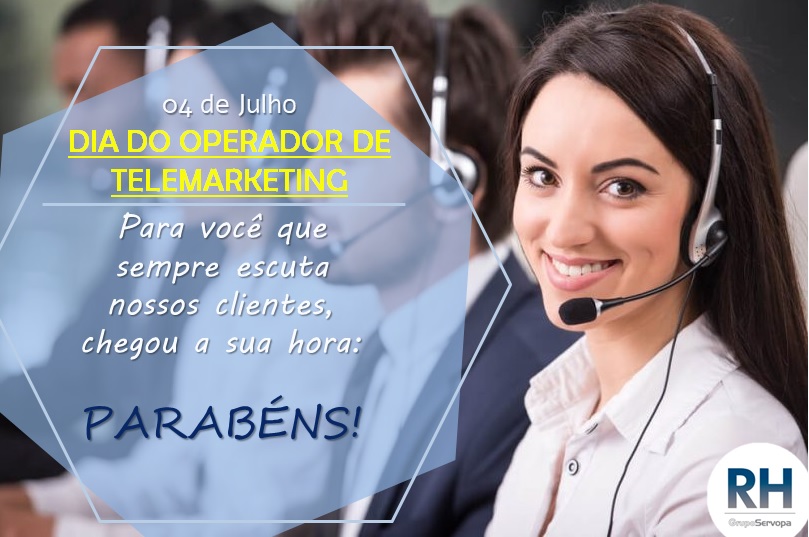 04 de Julho
DIA DO OPERADOR DE
TELEMARKETING
Para você que
sempre escuta
nossos clientes,
chegou a sua hora:
PARABÉNS!
RH
GrupoServopa